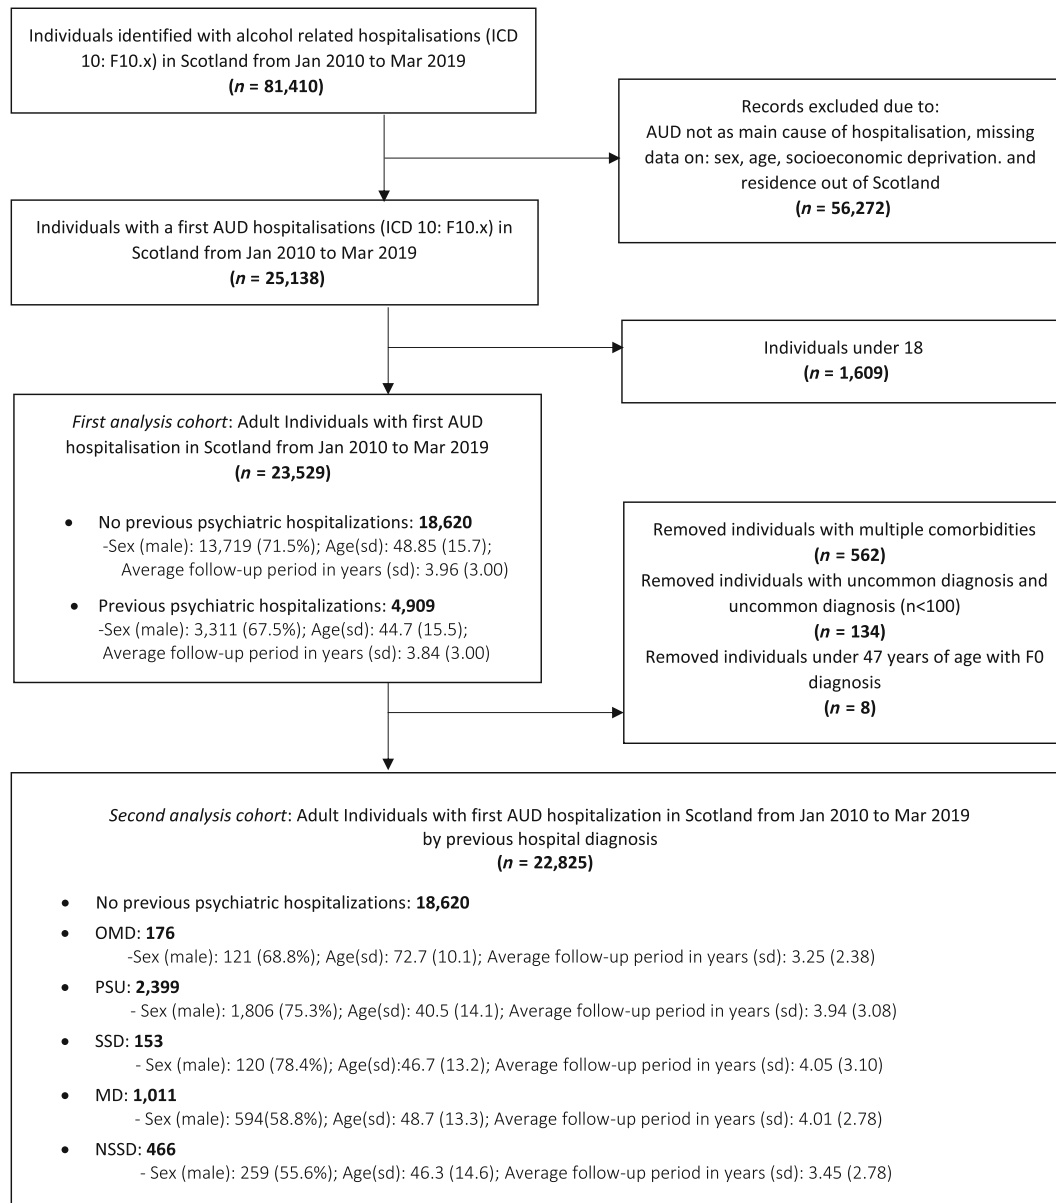 Individuals identified with alcohol related hospitalisations (ICD
10: F10.x) in Scotland from Jan 2010 to Mar 2019
(n = 81,410)
Records excluded due to:
AUD not as main cause of hospitalisation, missing
data on: sex, age, socioeconomic deprivation. and
residence out of Scotland
(n = 56,272)
Individuals with a first AUD hospitalisations (ICD 10: F10.x) in
Scotland from Jan 2010 to Mar 2019
(n = 25,138)
Individuals under 18
(n = 1,609)
First analysis cohort: Adult Individuals with first AUD
hospitalisation in Scotland from Jan 2010 to Mar 2019
(n = 23,529)
• No previous psychiatric hospitalizations: 18,620
-Sex (male): 13,719 (71.5%); Age(sd): 48.85 (15.7);
Average follow-up period in years (sd): 3.96 (3.00)
• Previous psychiatric hospitalizations: 4,909
-Sex (male): 3,311 (67.5%); Age(sd): 44.7 (15.5);
Average follow-up period in years (sd): 3.84 (3.00)
Removed individuals with multiple comorbidities
(n = 562)
Removed individuals with uncommon diagnosis and
uncommon diagnosis (n<100)
(n = 134)
Removed individuals under 47 years of age with F0
diagnosis
(n = 8)
Second analysis cohort: Adult Individuals with first AUD hospitalization in Scotland from Jan 2010 to Mar 2019
by previous hospital diagnosis
(n = 22,825)
• No previous psychiatric hospitalizations: 18,620
• OMD: 176
-Sex (male): 121 (68.8%); Age(sd): 72.7 (10.1); Average follow-up period in years (sd): 3.25 (2.38)
• PSU: 2,399
- Sex (male): 1,806 (75.3%); Age(sd): 40.5 (14.1); Average follow-up period in years (sd): 3.94 (3.08)
• SSD: 153
- Sex (male): 120 (78.4%); Age(sd):46.7 (13.2); Average follow-up period in years (sd): 4.05 (3.10)
• MD: 1,011
- Sex (male): 594(58.8%); Age(sd): 48.7 (13.3); Average follow-up period in years (sd): 4.01 (2.78)
• NSSD: 466
- Sex (male): 259 (55.6%); Age(sd): 46.3 (14.6); Average follow-up period in years (sd): 3.45 (2.78)